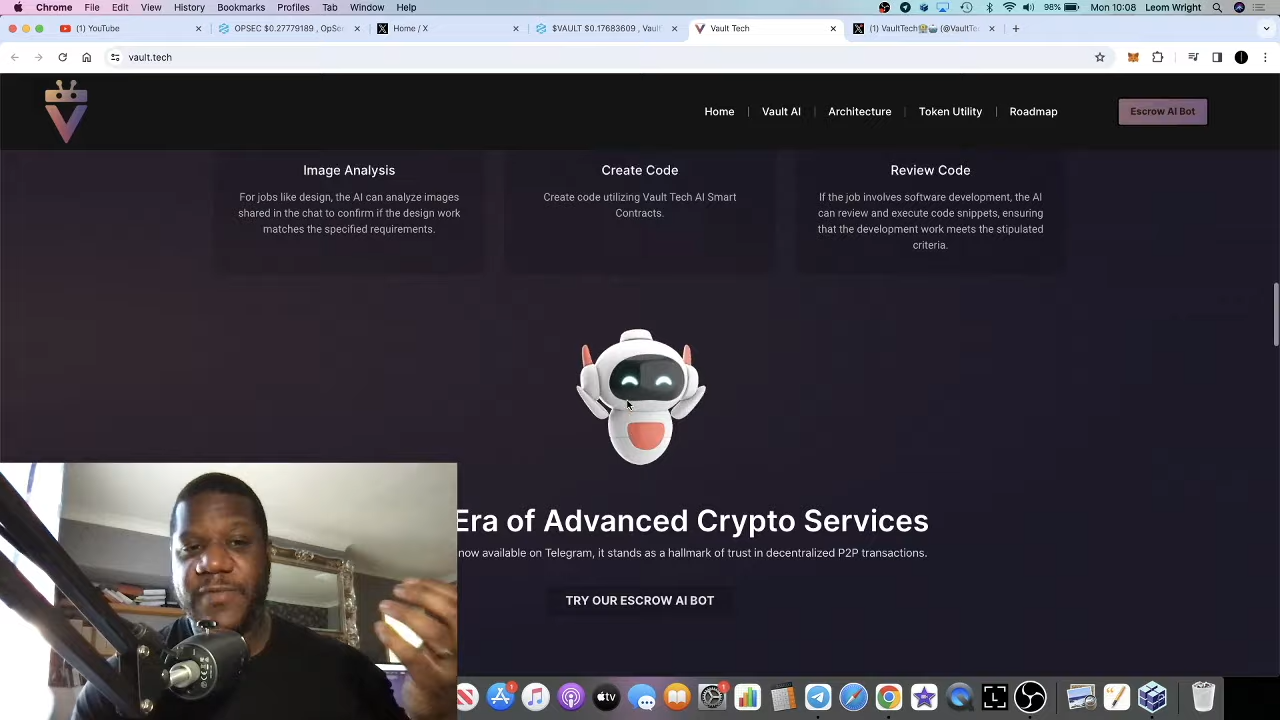 Chrome File Edit View History Bookmarks Profiles Tab Window Help 98% Mon 10:08 Leom Wright
(1) YouTube OPSEC $0.27779189 , OpSe Home / X $VAULT $0.17683609 , Vaul Vault Tech (1) VaultTech (@VaultTe
vault.tech
Home | Vault AI | Architecture | Token Utility | Roadmap Escrow AI Bot
Image Analysis Create Code Review Code
For jobs like design, the AI can analyze images
shared in the chat to confirm if the design work
matches the specified requirements.
Create code utilizing Vault Tech AI Smart
Contracts.
If the job involves software development, the AI
can review and execute code snippets, ensuring
that the development work meets the stipulated
criteria.
Era of Advanced Crypto Services
now available on Telegram, it stands as a hallmark of trust in decentralized P2P transactions.
TRY OUR ESCROW AI BOT
tv